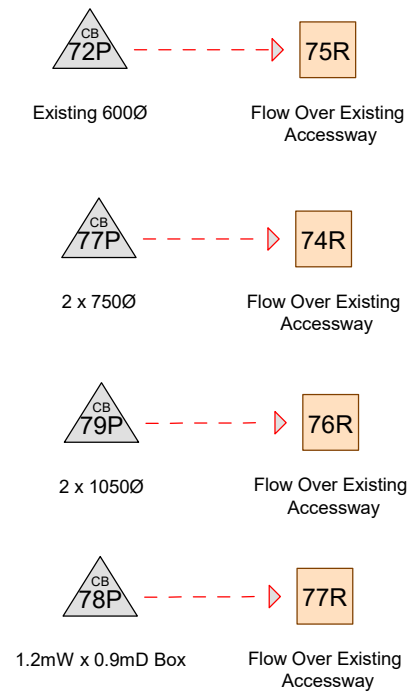 CB
72P
75R
Existing 600Ø
Flow Over Existing
Accessway
CB
77P
74R
2 x 750Ø
Flow Over Existing
Accessway
CB
79P
76R
2 x 1050Ø
Flow Over Existing
Accessway
CB
78P
77R
1.2mW x 0.9mD Box
Flow Over Existing
Accessway